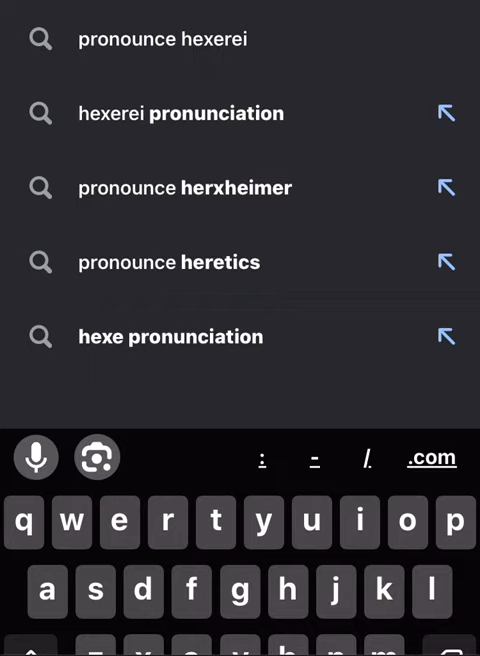 pronounce hexerei
hexerei pronunciation
pronounce herxheimer
pronounce heretics
hexe pronunciation
: - / .com
q w e r t y u i o p
a s d f g h j k l
z x c v b n m